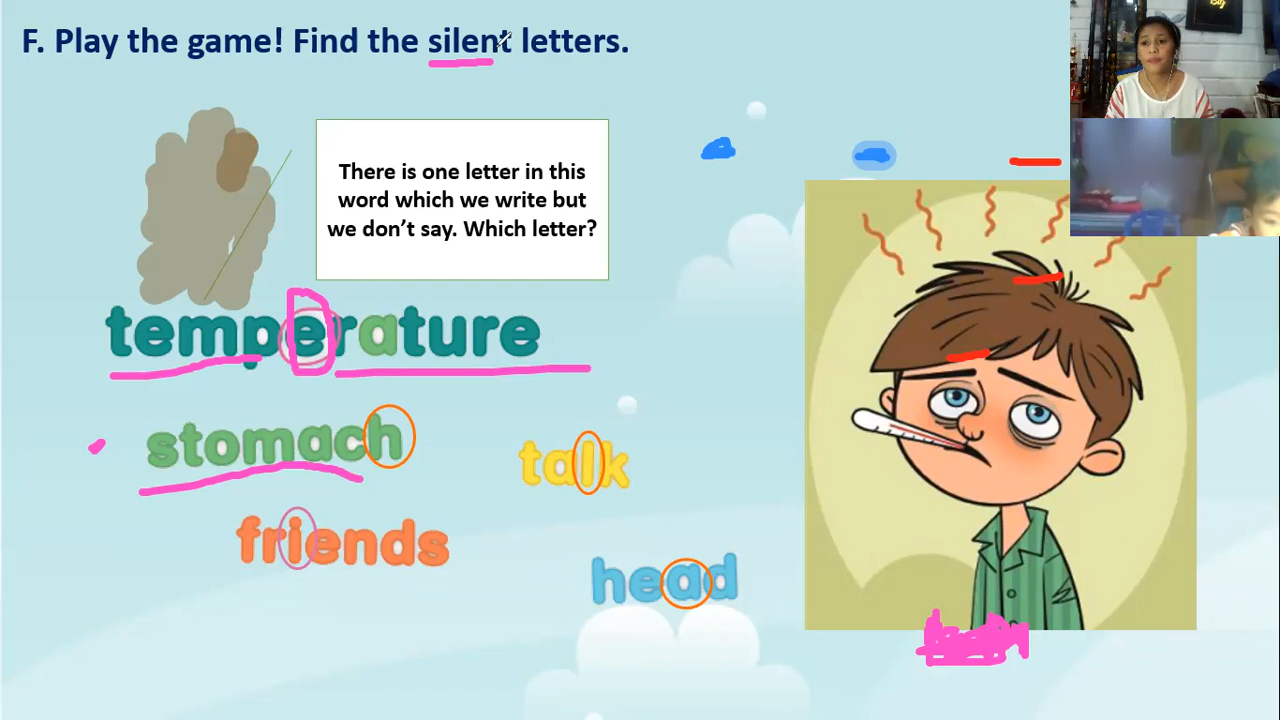 F. Play the game! Find the silent letters.
There is one letter in this
word which we write but
we don't say. Which letter?
temperature
stomach
talk
friends
head